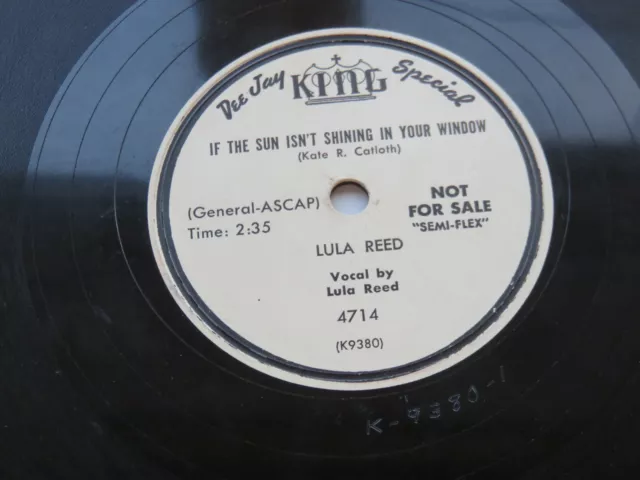 Dee Jay KING Special
IF THE SUN ISN'T SHINING IN YOUR WINDOW
(Kate R. Catloth)
(General-ASCAP)
Time: 2:35
NOT
FOR SALE
"SEMI-FLEX"
LULA REED
Vocal by
Lula Reed
4714
(K9380)
K-9380-1